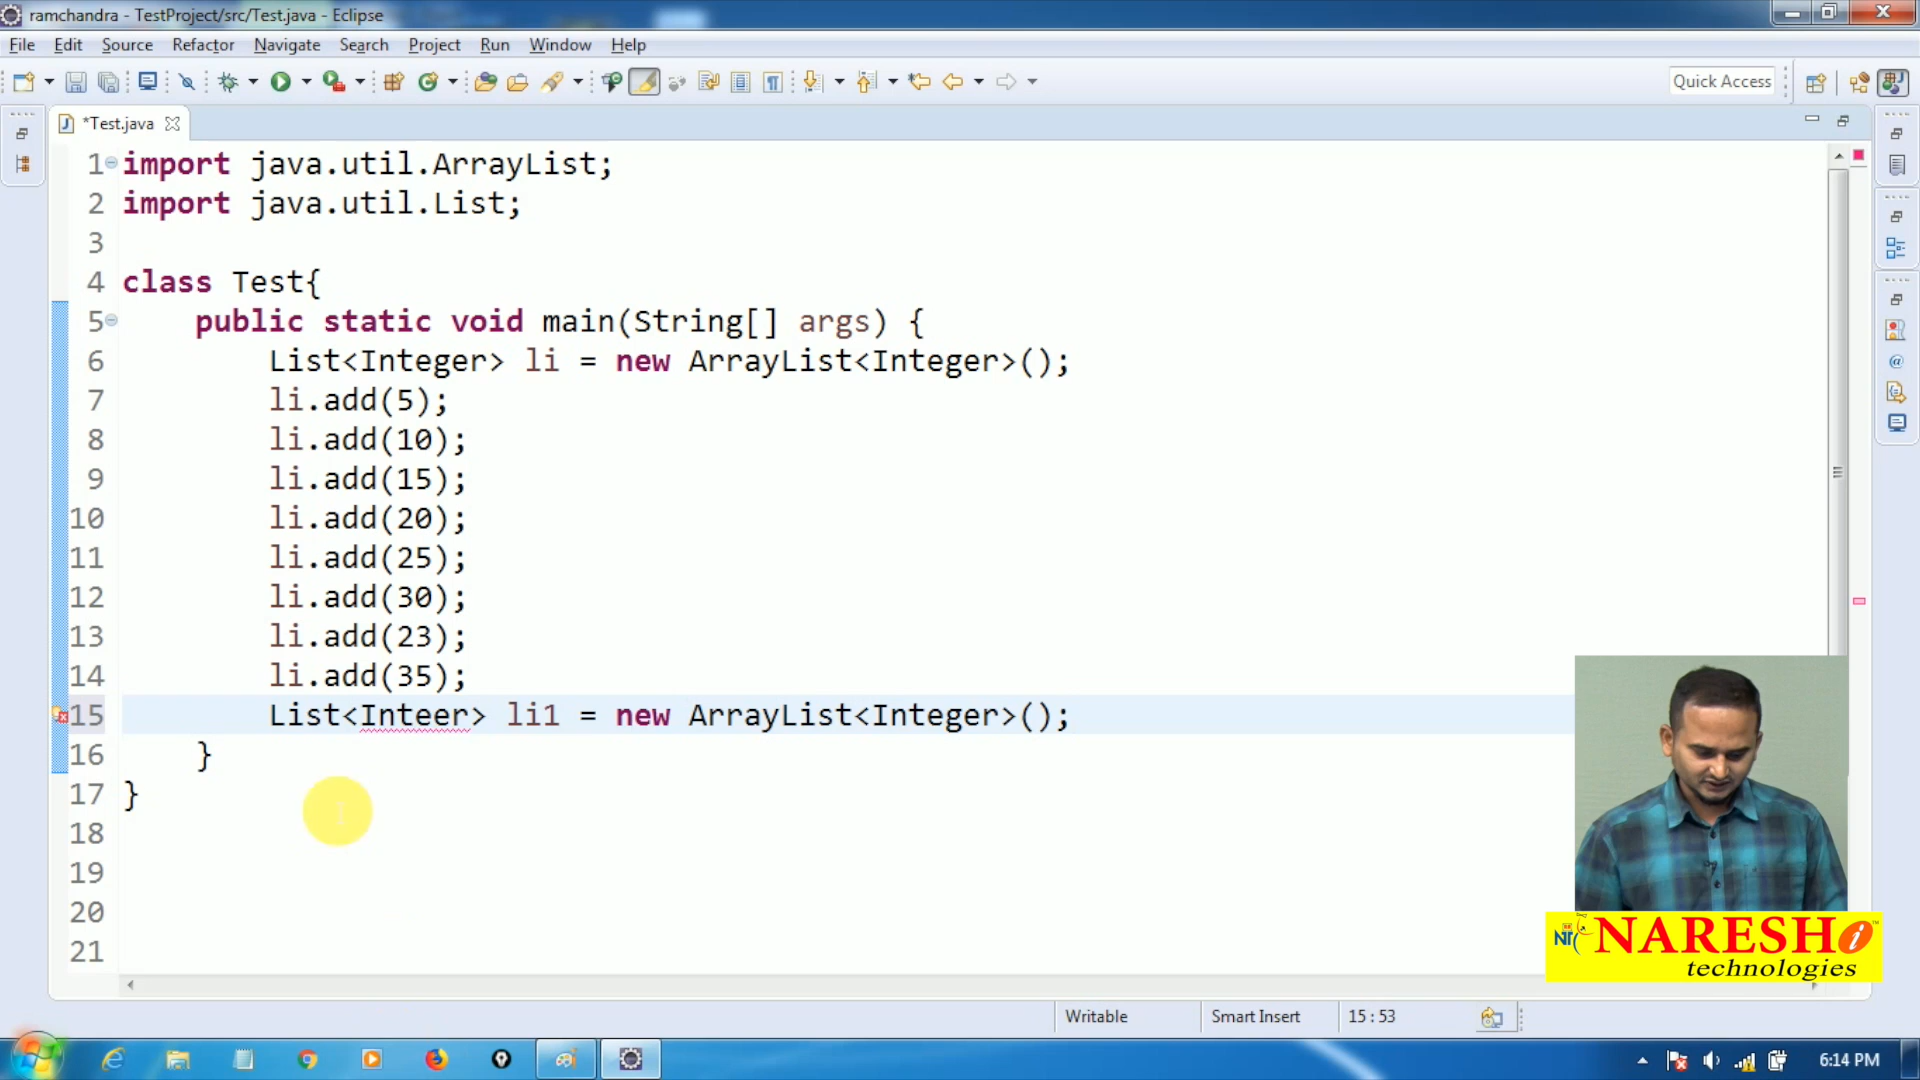 ramchandra - TestProject/src/Test.java - Eclipse
File Edit Source Refactor Navigate Search Project Run Window Help
Quick Access
*Test.java
1 import java.util.ArrayList;
2 import java.util.List;
3
4 class Test{
5 public static void main(String[] args) {
6 List<Integer> li = new ArrayList<Integer>();
7 li.add(5);
8 li.add(10);
9 li.add(15);
10 li.add(20);
11 li.add(25);
12 li.add(30);
13 li.add(23);
14 li.add(35);
15 List<Inteer> li1 = new ArrayList<Integer>();
16 }
17 }
18
19
20
21
NARESHi
technologies
Writable Smart Insert 15 : 53
6:14 PM